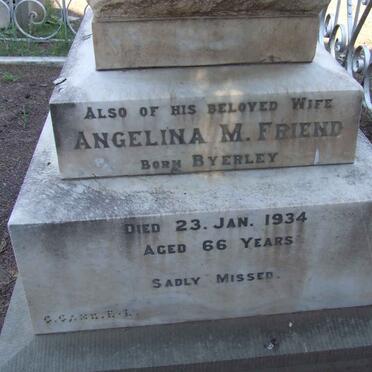 ALSO OF HIS BELOVED WIFE
ANGELINA M. FRIEND
BORN BYERLEY
DIED 23. JAN. 1934
AGED 66 YEARS
SADLY MISSED.